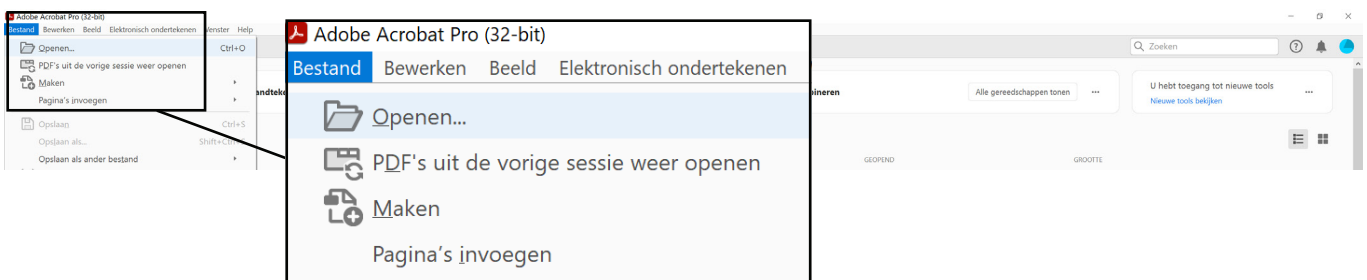 Adobe Acrobat Pro (32-bit)
Bestand Bewerken Beeld Elektronisch ondertekenen Venster Help
Openen... Ctrl+O
PDF's uit de vorige sessie weer openen
Maken
Pagina's invoegen
Opslaan Ctrl+S
Opslaan als...
Opslaan als ander bestand
Adobe Acrobat Pro (32-bit)
Bestand Bewerken Beeld Elektronisch ondertekenen
Openen...
PDF's uit de vorige sessie weer openen
Maken
Pagina's invoegen
Zoeken
Alle gereedschappen tonen
U hebt toegang tot nieuwe tools
Nieuwe tools bekijken
GEOPEND GROOTTE